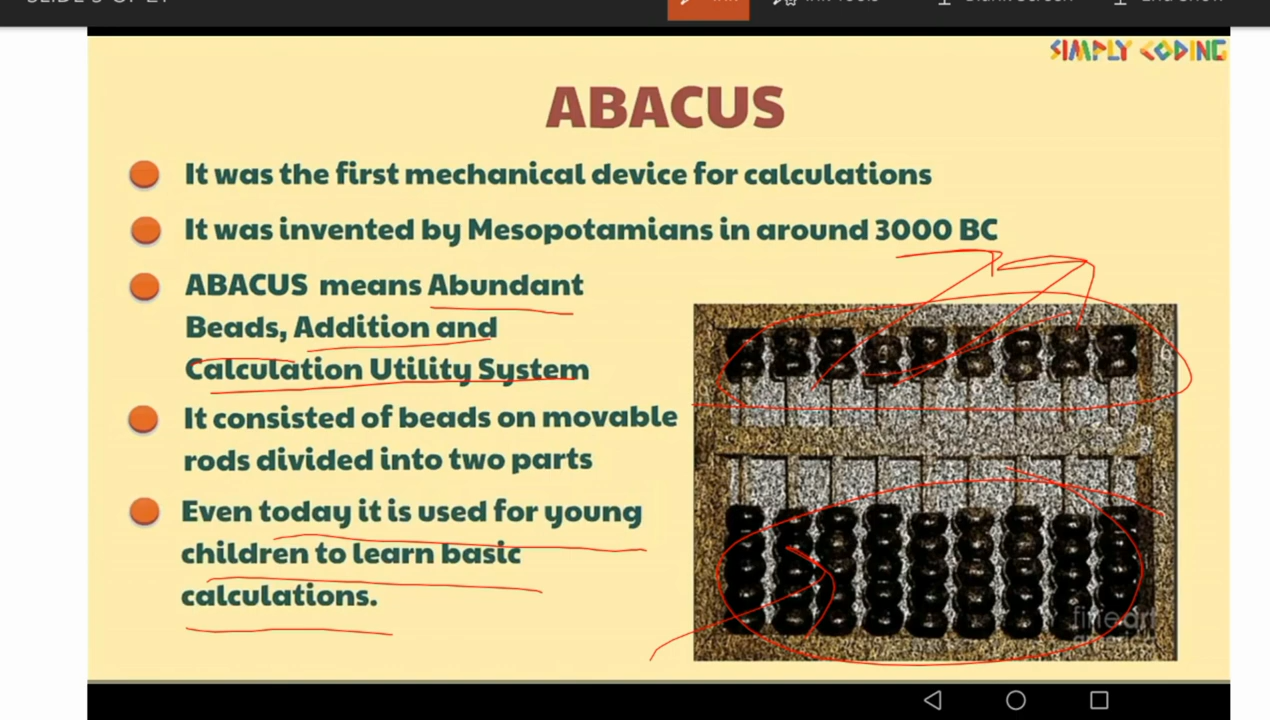 SIMPLY CODING
ABACUS
It was the first mechanical device for calculations
It was invented by Mesopotamians in around 3000 BC
ABACUS means Abundant
Beads, Addition and
Calculation Utility System
It consisted of beads on movable
rods divided into two parts
Even today it is used for young
children to learn basic
calculations.
fineart